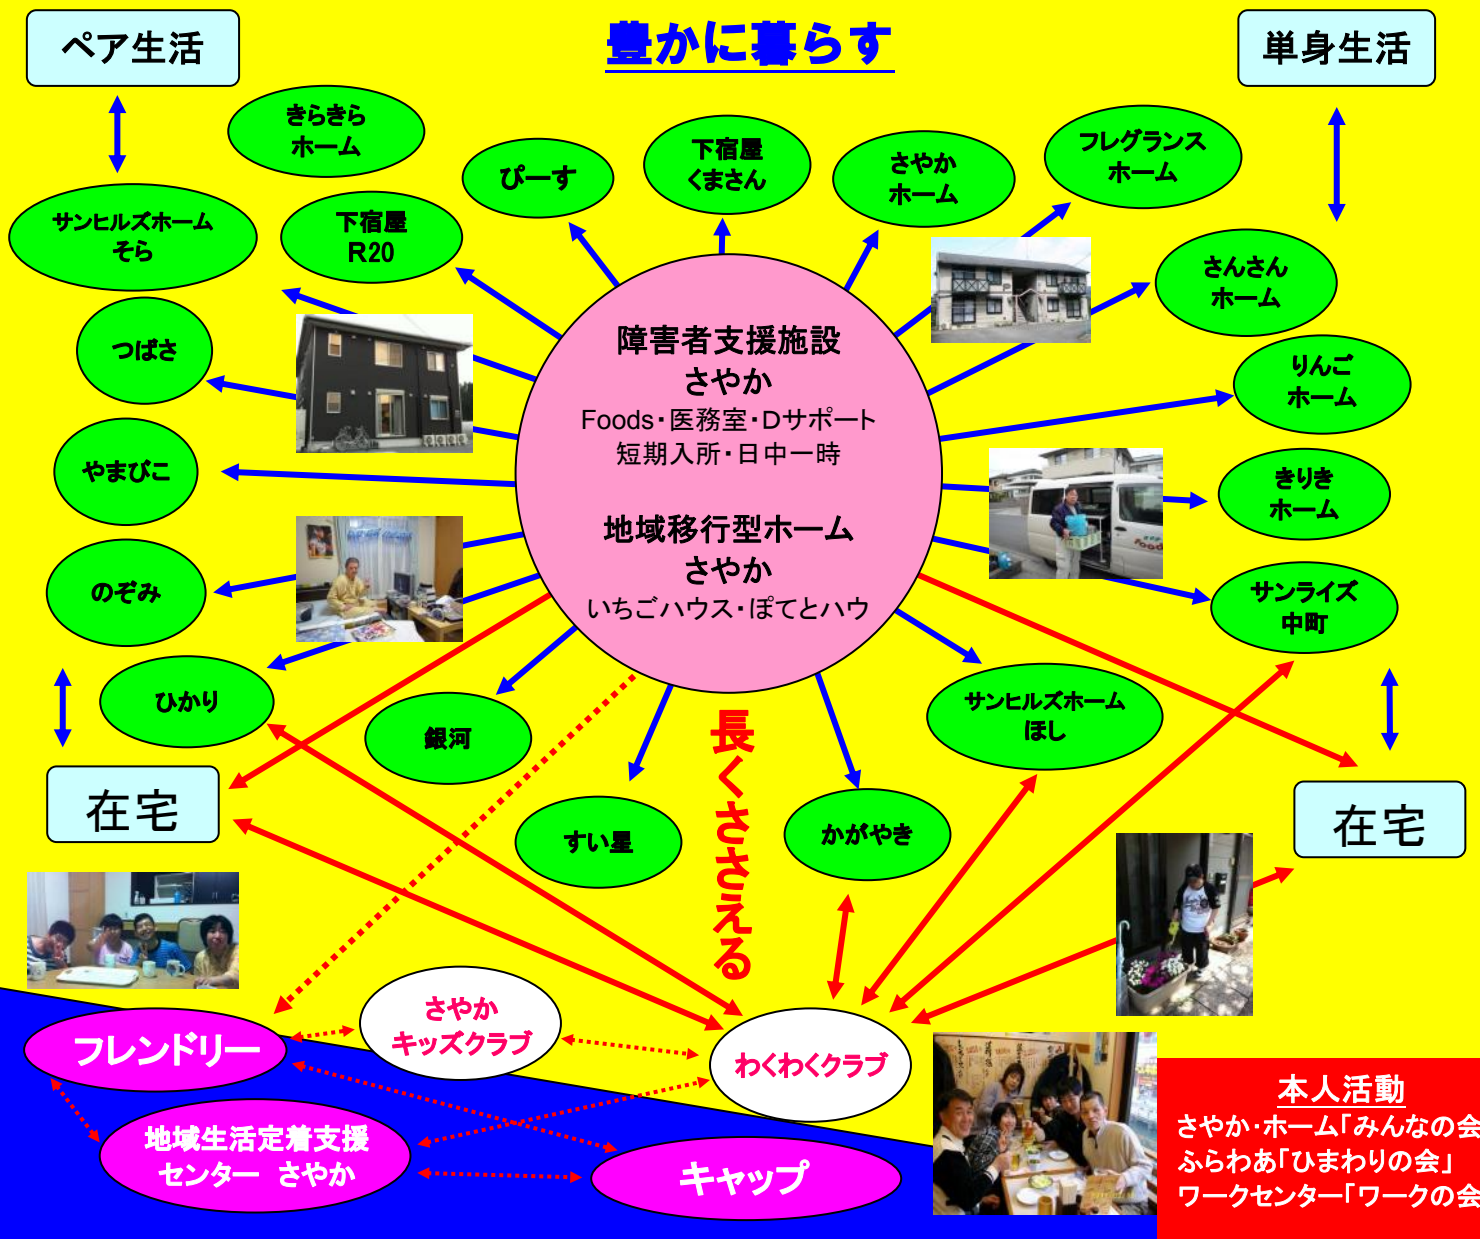 豊かに暮らす
ペア生活
単身生活
きらきら
ホーム
ぴーす
下宿屋
くまさん
さやか
ホーム
フレグランス
ホーム
サンヒルズホーム
そら
下宿屋
R20
さんさん
ホーム
つばさ
りんご
ホーム
やまびこ
きりき
ホーム
のぞみ
サンライズ
中町
ひかり
銀河
すい星
かがやき
サンヒルズホーム
ほし
障害者支援施設
さやか
Foods・医務室・Dサポート
短期入所・日中一時
地域移行型ホーム
さやか
いちごハウス・ぽてとハウ
長くささえる
在宅
在宅
フレンドリー
さやか
キッズクラブ
わくわくクラブ
地域生活定着支援
センター さやか
キャップ
本人活動
さやか・ホーム「みんなの会
ふらわあ「ひまわりの会」
ワークセンター「ワークの会